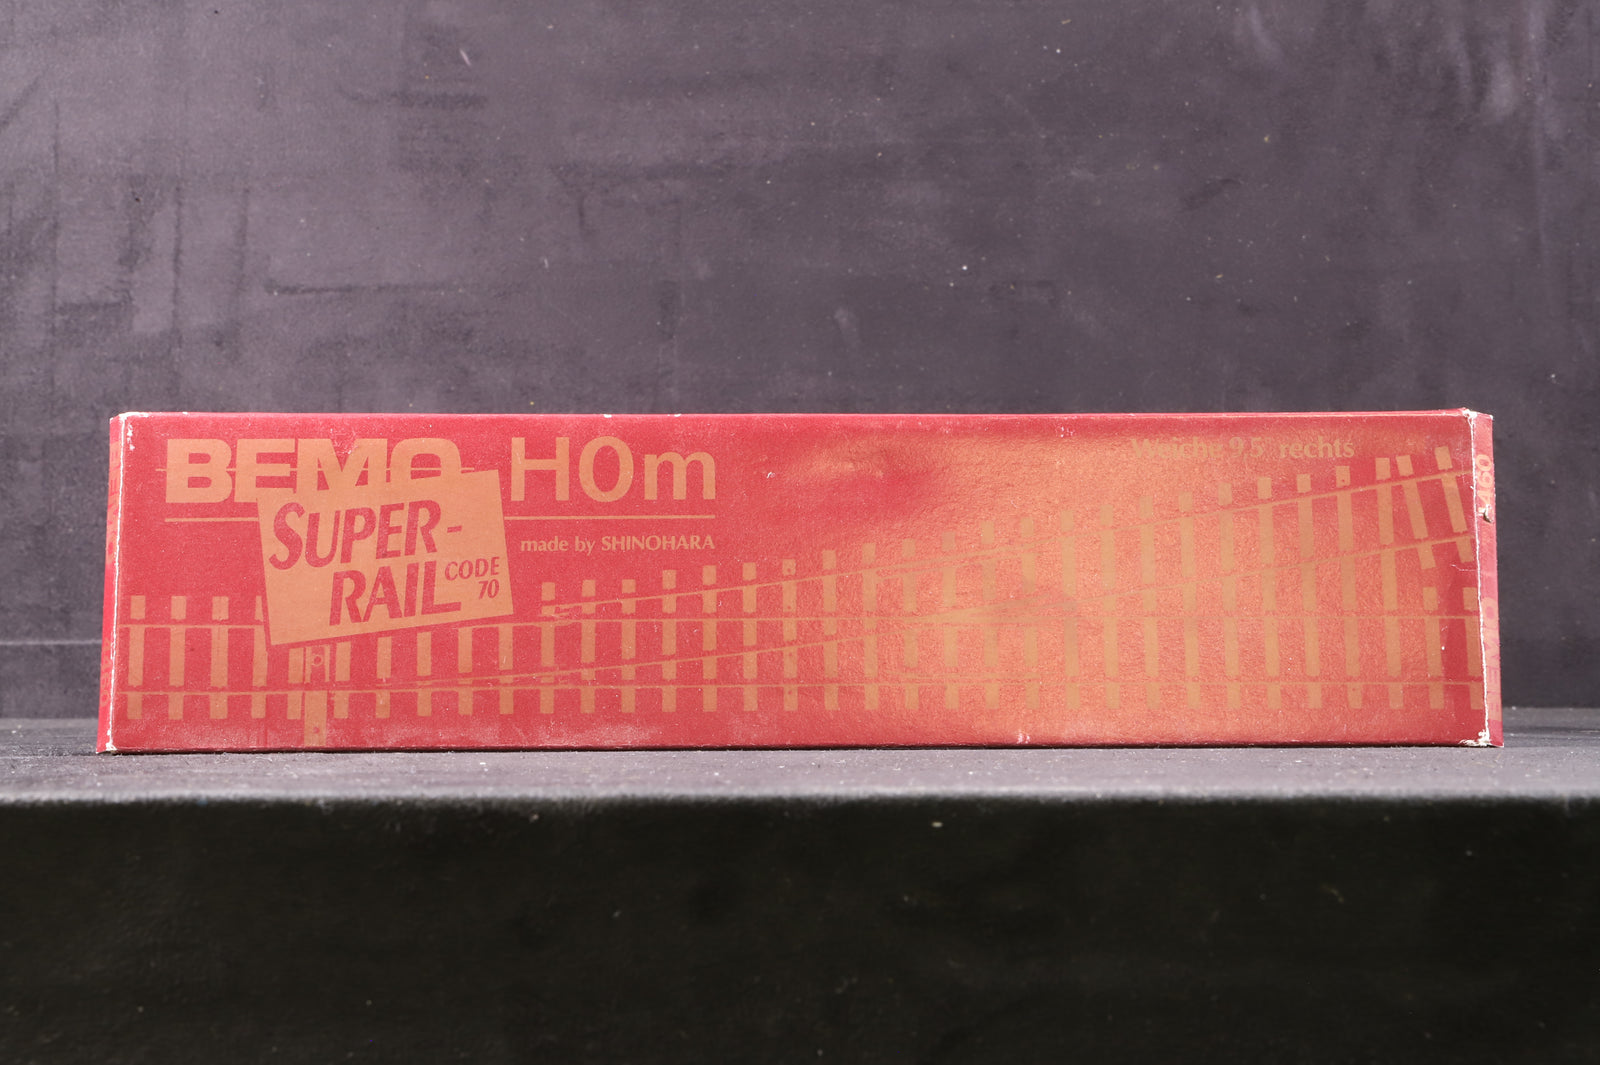 BEMO H0m
SUPER-
RAIL CODE
70
made by SHINOHARA
Weiche 9,5° rechts